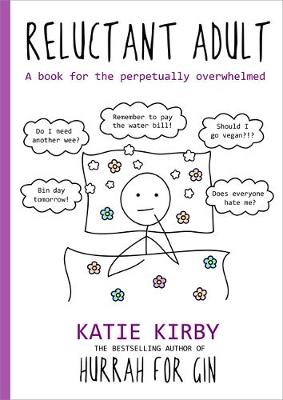 RELUCTANT ADULT
A book for the perpetually overwhelmed
Remember to pay
the water bill!
Do I need
another wee?
Should I
go vegan?!?
Bin day
tomorrow!
Does everyone
hate me?
KATIE KIRBY
THE BESTSELLING AUTHOR OF
HURRAH FOR GIN